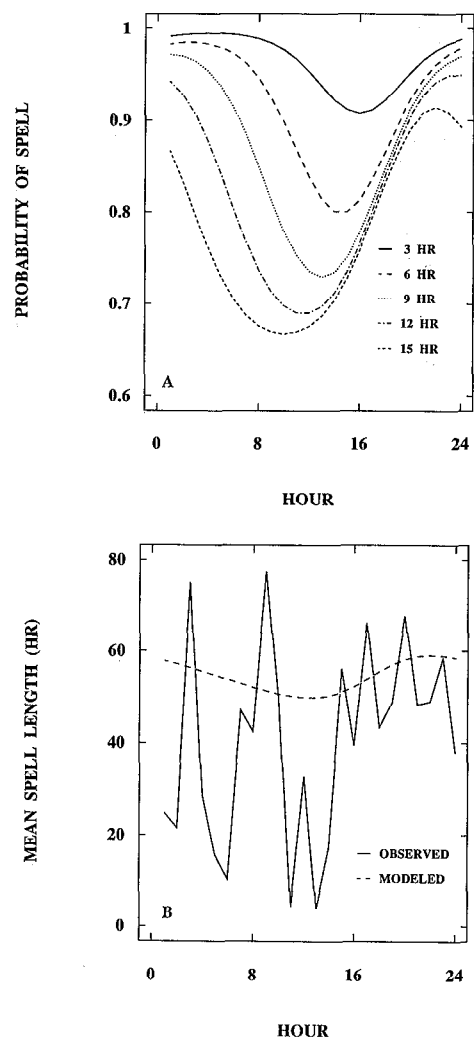 PROBABILITY OF SPELL
1
0.9
0.8
0.7
0.6
3 HR
6 HR
9 HR
12 HR
15 HR
A
0
8
16
24
HOUR
MEAN SPELL LENGTH (HR)
80
60
40
20
0
OBSERVED
MODELED
B
0
8
16
24
HOUR